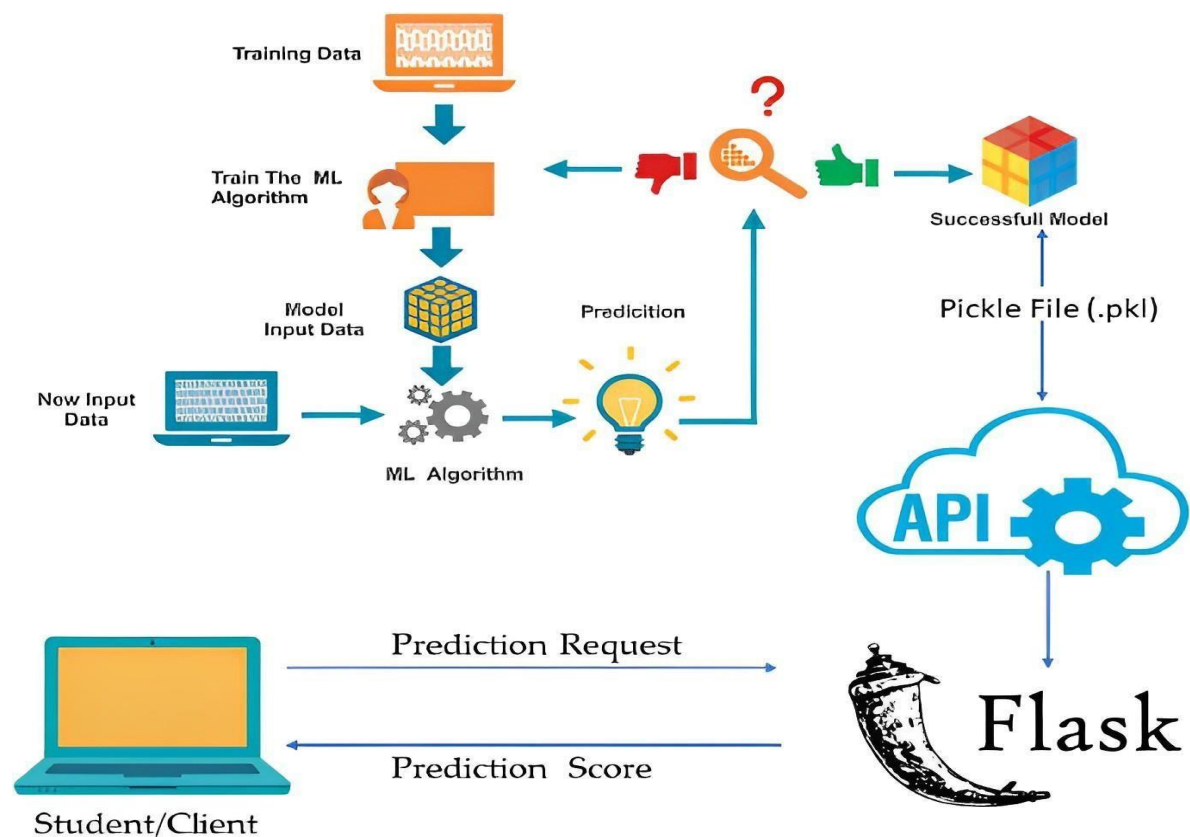 Training Data
Train The ML
Algorithm
?
Successfull Model
Model
Input Data
Predicition
Pickle File (.pkl)
New Input
Data
ML Algorithm
API
Prediction Request
Flask
Prediction Score
Student/Client